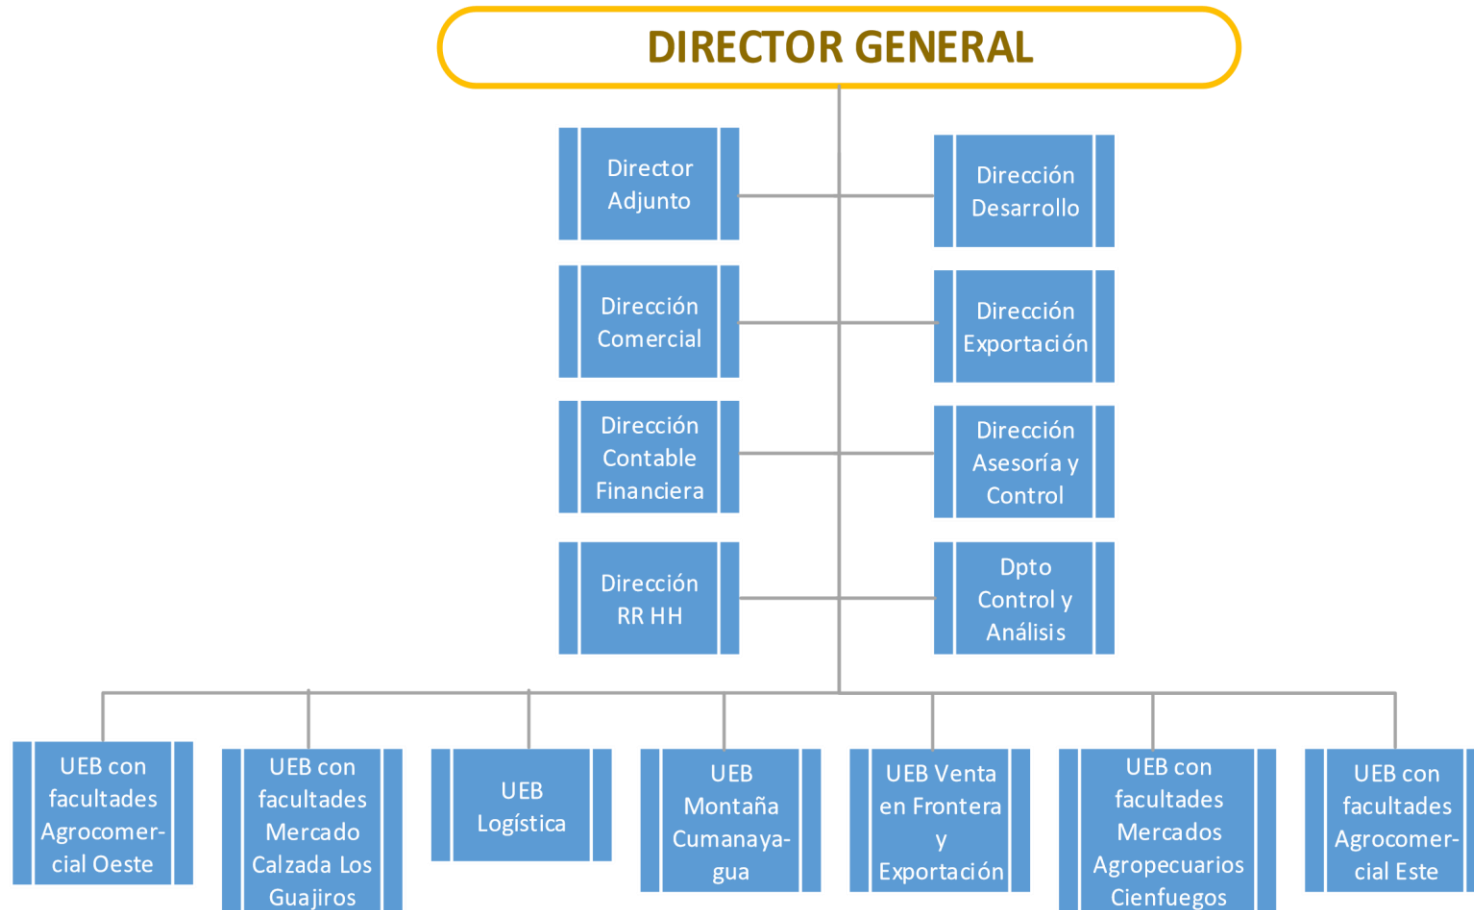 DIRECTOR GENERAL
Director
Adjunto
Dirección
Desarrollo
Dirección
Comercial
Dirección
Exportación
Dirección
Contable
Financiera
Dirección
Asesoría y
Control
Dirección
RR HH
Dpto
Control y
Análisis
UEB con
facultades
Agrocomer-
cial Oeste
UEB con
facultades
Mercado
Calzada Los
Guajiros
UEB
Logística
UEB
Montaña
Cumanaya-
gua
UEB Venta
en Frontera
y
Exportación
UEB con
facultades
Mercados
Agropecuarios
Cienfuegos
UEB con
facultades
Agrocomer-
cial Este